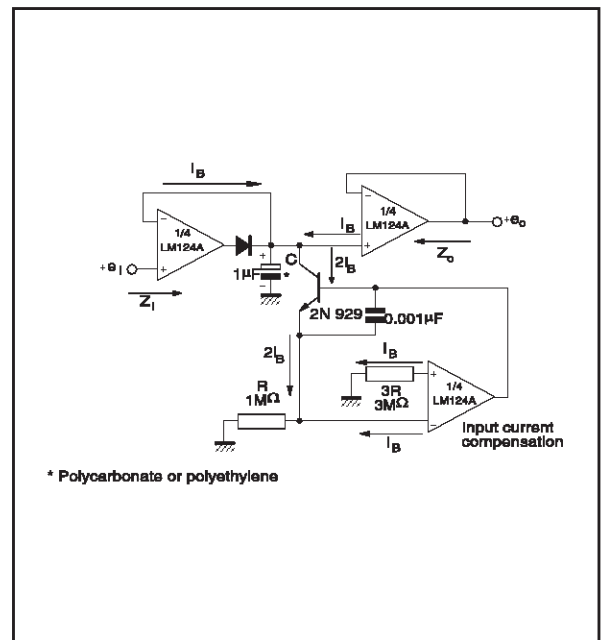 I_B
1/4
LM124A
+e_I
Z_I
1µF
+
−
*
C
I_B
2I_B
1/4
LM124A
+e_o
Z_o
2N 929
0.001µF
2I_B
R
1MΩ
I_B
3R
3MΩ
1/4
LM124A
Input current
compensation
I_B
* Polycarbonate or polyethylene